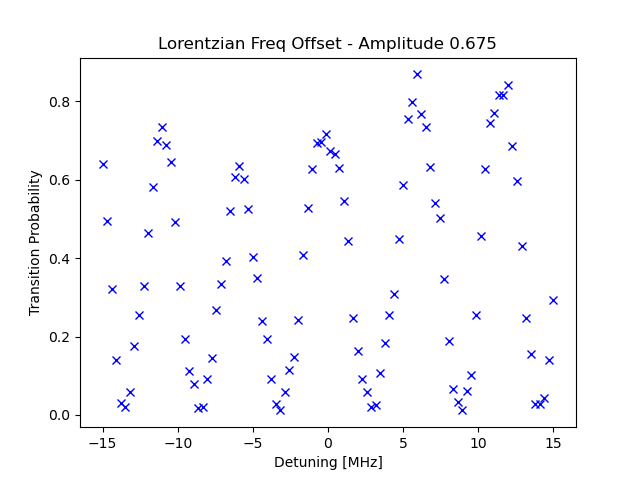 Lorentzian Freq Offset - Amplitude 0.675
Transition Probability
0.8
0.6
0.4
0.2
0.0
−15 −10 −5 0 5 10 15
Detuning [MHz]